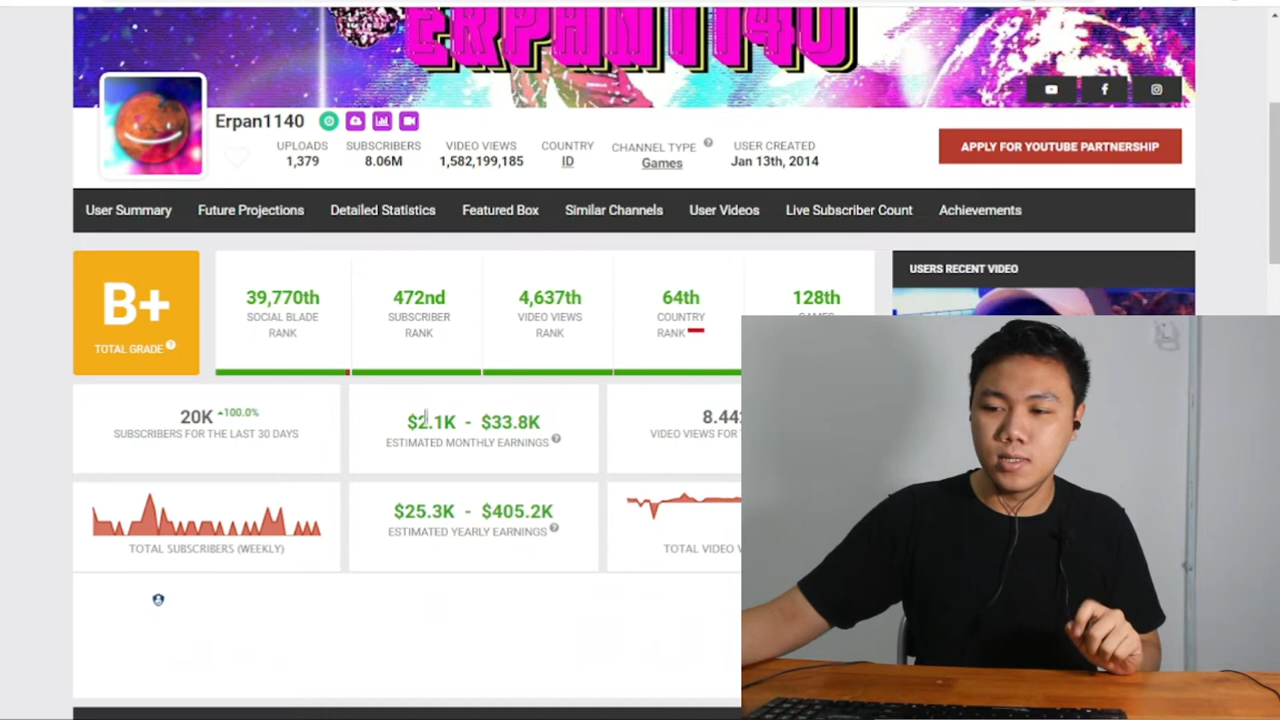 ERPAN1140
Erpan1140
UPLOADS
1,379
SUBSCRIBERS
8.06M
VIDEO VIEWS
1,582,199,185
COUNTRY
ID
CHANNEL TYPE
Games
USER CREATED
Jan 13th, 2014
APPLY FOR YOUTUBE PARTNERSHIP
User Summary
Future Projections
Detailed Statistics
Featured Box
Similar Channels
User Videos
Live Subscriber Count
Achievements
B+
TOTAL GRADE
39,770th
SOCIAL BLADE
RANK
472nd
SUBSCRIBER
RANK
4,637th
VIDEO VIEWS
RANK
64th
COUNTRY
RANK
128th
USERS RECENT VIDEO
20K +100.0%
SUBSCRIBERS FOR THE LAST 30 DAYS
$2.1K - $33.8K
ESTIMATED MONTHLY EARNINGS
8.44
VIDEO VIEWS FOR
$25.3K - $405.2K
ESTIMATED YEARLY EARNINGS
TOTAL SUBSCRIBERS (WEEKLY)
TOTAL VIDEO